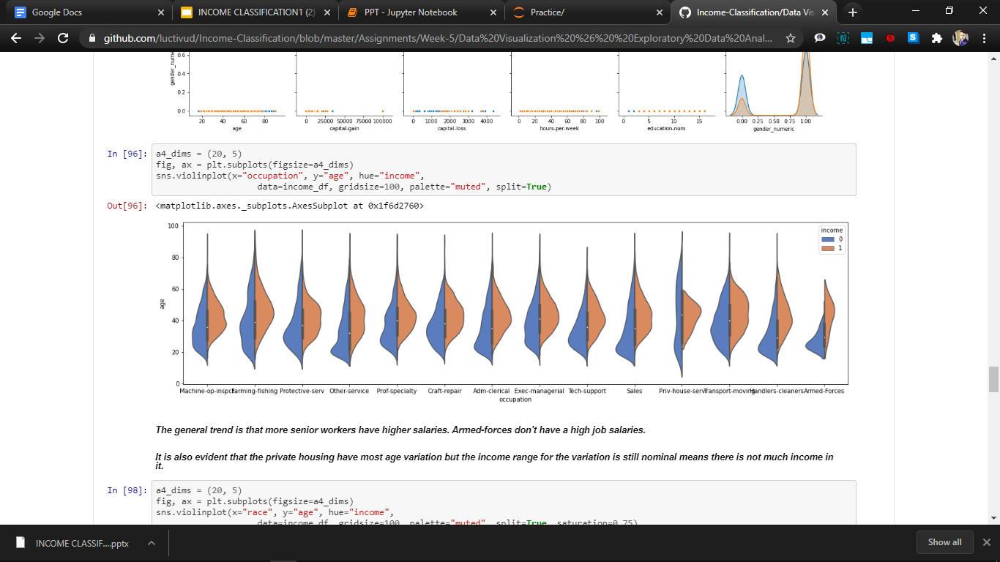 Google Docs
INCOME CLASSIFICATION1 (2)
PPT - Jupyter Notebook
Practice/
Income-Classification/Data Vis
github.com/luctivud/Income-Classification/blob/master/Assignments/Week-5/Data%20Visualization%20%26%20%20Exploratory%20Data%20Anal...
gender_nume
0.6
0.4
0.2
0.0
20 40 60 80
0 25000 50000 75000 100000
0 1000 2000 3000 4000
0 20 40 60 80 100
0 5 10 15
0.00 0.25 0.50 0.75 1.00
age
capital-gain
capital-loss
hours-per-week
education-num
gender_numeric
In [96]:
a4_dims = (20, 5)
fig, ax = plt.subplots(figsize=a4_dims)
sns.violinplot(x="occupation", y="age", hue="income",
data=income_df, gridsize=100, palette="muted", split=True)
Out[96]:
<matplotlib.axes._subplots.AxesSubplot at 0x1f6d2760>
income
0
1
100
80
60
40
20
0
age
Machine-op-inspct Farming-fishing Protective-serv Other-service Prof-specialty Craft-repair Adm-clerical Exec-managerial Tech-support Sales Priv-house-serv Transport-moving Handlers-cleaners Armed-Forces
occupation
The general trend is that more senior workers have higher salaries. Armed-forces don't have a high job salaries.
It is also evident that the private housing have most age variation but the income range for the variation is still nominal means there is not much income in
it.
In [98]:
a4_dims = (20, 5)
fig, ax = plt.subplots(figsize=a4_dims)
sns.violinplot(x="race", y="age", hue="income",
data=income_df, gridsize=100, palette="muted", split=True, saturation=0.75)
INCOME CLASSIF....pptx
Show all